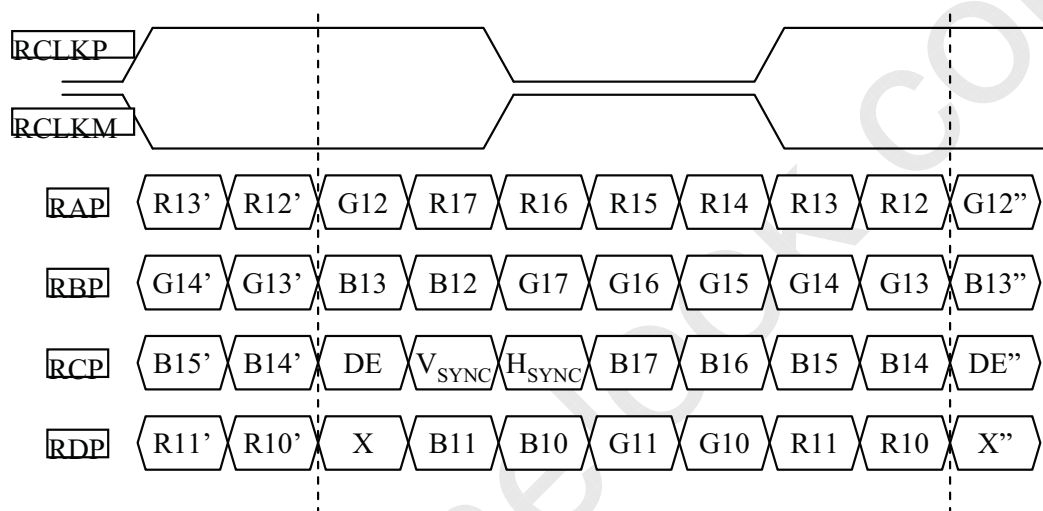 RCLKP
RCLKM
RAP R13’ R12’ G12 R17 R16 R15 R14 R13 R12 G12”
RBP G14’ G13’ B13 B12 G17 G16 G15 G14 G13 B13”
RCP B15’ B14’ DE VSYNC HSYNC B17 B16 B15 B14 DE”
RDP R11’ R10’ X B11 B10 G11 G10 R11 R10 X”